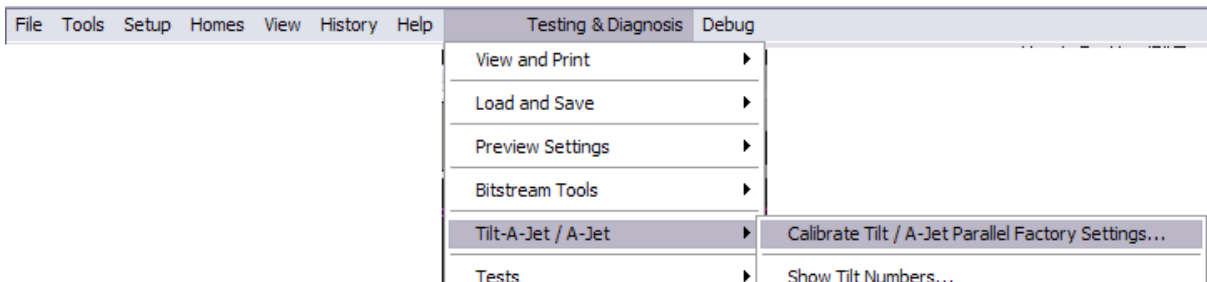 File Tools Setup Homes View History Help Testing & Diagnosis Debug
View and Print
Load and Save
Preview Settings
Bitstream Tools
Tilt-A-Jet / A-Jet
Calibrate Tilt / A-Jet Parallel Factory Settings...
Tests
Show Tilt Numbers...